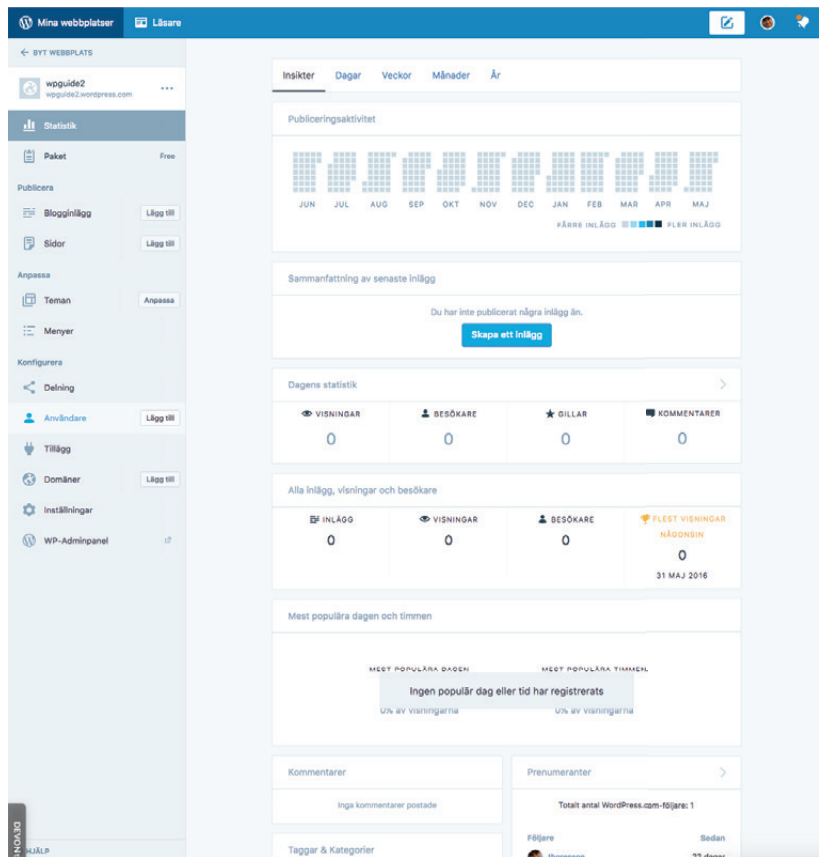 Mina webbplatser
Läsare
BYT WEBBPLATS
wpguide2
wpguide2.wordpress.com
Statistik
Paket Free
Publicera
Blogginlägg Lägg till
Sidor Lägg till
Anpassa
Teman Anpassa
Menyer
Konfigurera
Delning
Användare Lägg till
Tillägg
Domäner Lägg till
Inställningar
WP-Adminpanel
HJÄLP
Insikter Dagar Veckor Månader År
Publiceringsaktivitet
JUN JUL AUG SEP OKT NOV DEC JAN FEB MAR APR MAJ
FÄRRE INLÄGG FLER INLÄGG
Sammanfattning av senaste inlägg
Du har inte publicerat några inlägg än.
Skapa ett inlägg
Dagens statistik
VISNINGAR BESÖKARE GILLAR KOMMENTARER
0 0 0 0
Alla inlägg, visningar och besökare
INLÄGG VISNINGAR BESÖKARE FLEST VISNINGAR
NÅGONSIN
0 0 0 0
31 MAJ 2016
Mest populära dagen och timmen
MEST POPULÄRA DAGEN MEST POPULÄRA TIMMEN
Ingen populär dag eller tid har registrerats
0% av visningarna 0% av visningarna
Kommentarer
Inga kommentarer postade
Taggar & Kategorier
Prenumeranter
Totalt antal WordPress.com-följare: 1
Följare Sedan
22 dagar